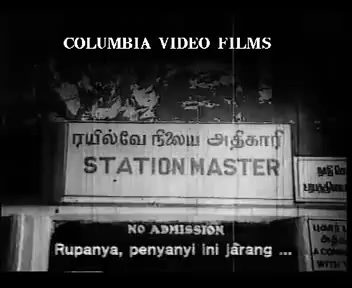 COLUMBIA VIDEO FILMS
ரயில்வே நிலைய அதிகாரி
STATION MASTER
NO ADMISSION
Rupanya, penyanyi ini jarang ...